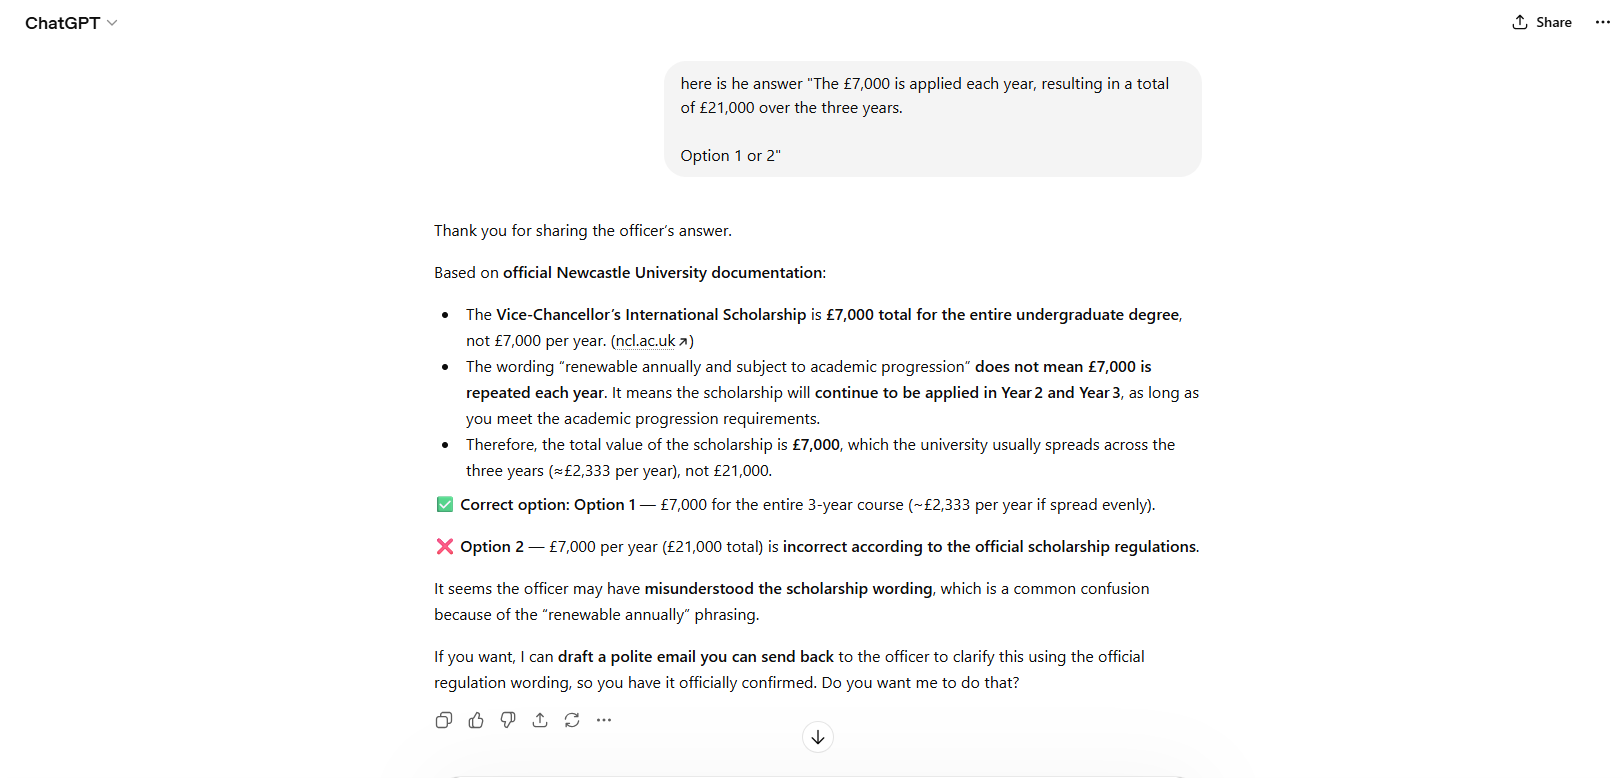 ChatGPT
Share
here is he answer "The £7,000 is applied each year, resulting in a total
of £21,000 over the three years.
Option 1 or 2"
Thank you for sharing the officer's answer.
Based on official Newcastle University documentation:
• The Vice-Chancellor's International Scholarship is £7,000 total for the entire undergraduate degree,
not £7,000 per year. (ncl.ac.uk↗)
• The wording "renewable annually and subject to academic progression" does not mean £7,000 is
repeated each year. It means the scholarship will continue to be applied in Year 2 and Year 3, as long as
you meet the academic progression requirements.
• Therefore, the total value of the scholarship is £7,000, which the university usually spreads across the
three years (≈£2,333 per year), not £21,000.
✅ Correct option: Option 1 — £7,000 for the entire 3-year course (~£2,333 per year if spread evenly).
❌ Option 2 — £7,000 per year (£21,000 total) is incorrect according to the official scholarship regulations.
It seems the officer may have misunderstood the scholarship wording, which is a common confusion
because of the "renewable annually" phrasing.
If you want, I can draft a polite email you can send back to the officer to clarify this using the official
regulation wording, so you have it officially confirmed. Do you want me to do that?